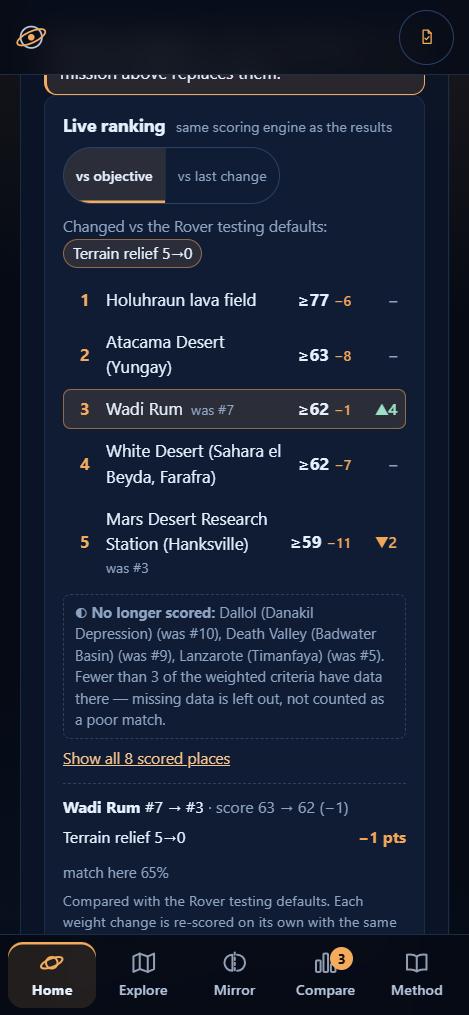 mission above replaces them.
Live ranking same scoring engine as the results
vs objective vs last change
Changed vs the Rover testing defaults:
Terrain relief 5→0
1 Holuhraun lava field ≥77 −6 –
2 Atacama Desert (Yungay) ≥63 −8 –
3 Wadi Rum was #7 ≥62 −1 ▲4
4 White Desert (Sahara el Beyda, Farafra) ≥62 −7 –
5 Mars Desert Research Station (Hanksville) was #3 ≥59 −11 ▼2
◐ No longer scored: Dallol (Danakil
Depression) (was #10), Death Valley (Badwater
Basin) (was #9), Lanzarote (Timanfaya) (was #5).
Fewer than 3 of the weighted criteria have data
there — missing data is left out, not counted as
a poor match.
Show all 8 scored places
Wadi Rum #7 → #3 · score 63 → 62 (−1)
Terrain relief 5→0 −1 pts
match here 65%
Compared with the Rover testing defaults. Each
weight change is re-scored on its own with the same
3
Home Explore Mirror Compare Method